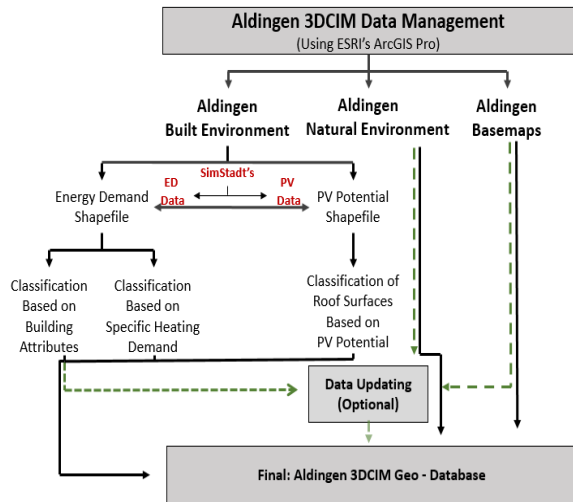 Aldingen 3DCIM Data Management
(Using ESRI's ArcGIS Pro)
Aldingen
Built Environment
Aldingen
Natural Environment
Aldingen
Basemaps
SimStadt's
ED
Data
PV
Data
Energy Demand
Shapefile
PV Potential
Shapefile
Classification
Based on
Building
Attributes
Classification
Based on
Specific Heating
Demand
Classification of
Roof Surfaces
Based on
PV Potential
Data Updating
(Optional)
Final: Aldingen 3DCIM Geo - Database